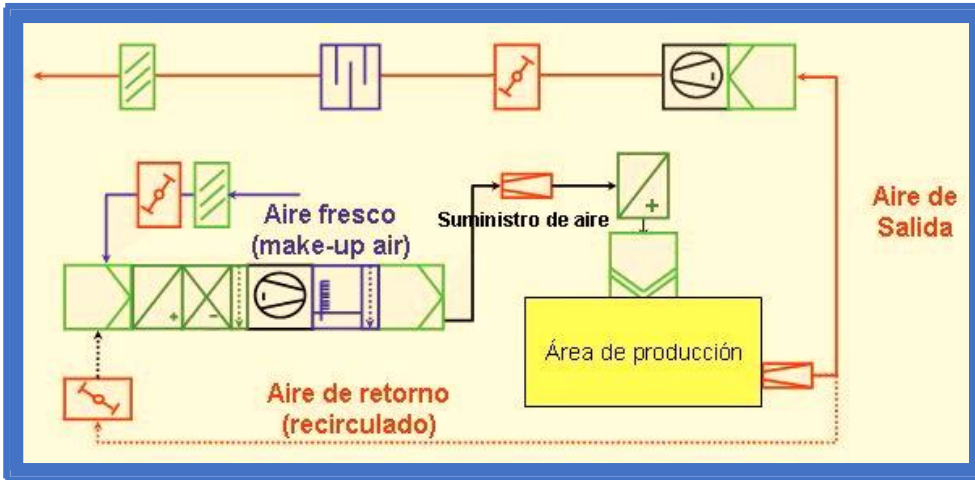 Aire de
Salida
Aire fresco
(make-up air)
Suministro de aire
+
+
-
Área de producción
Aire de retorno
(recirculado)